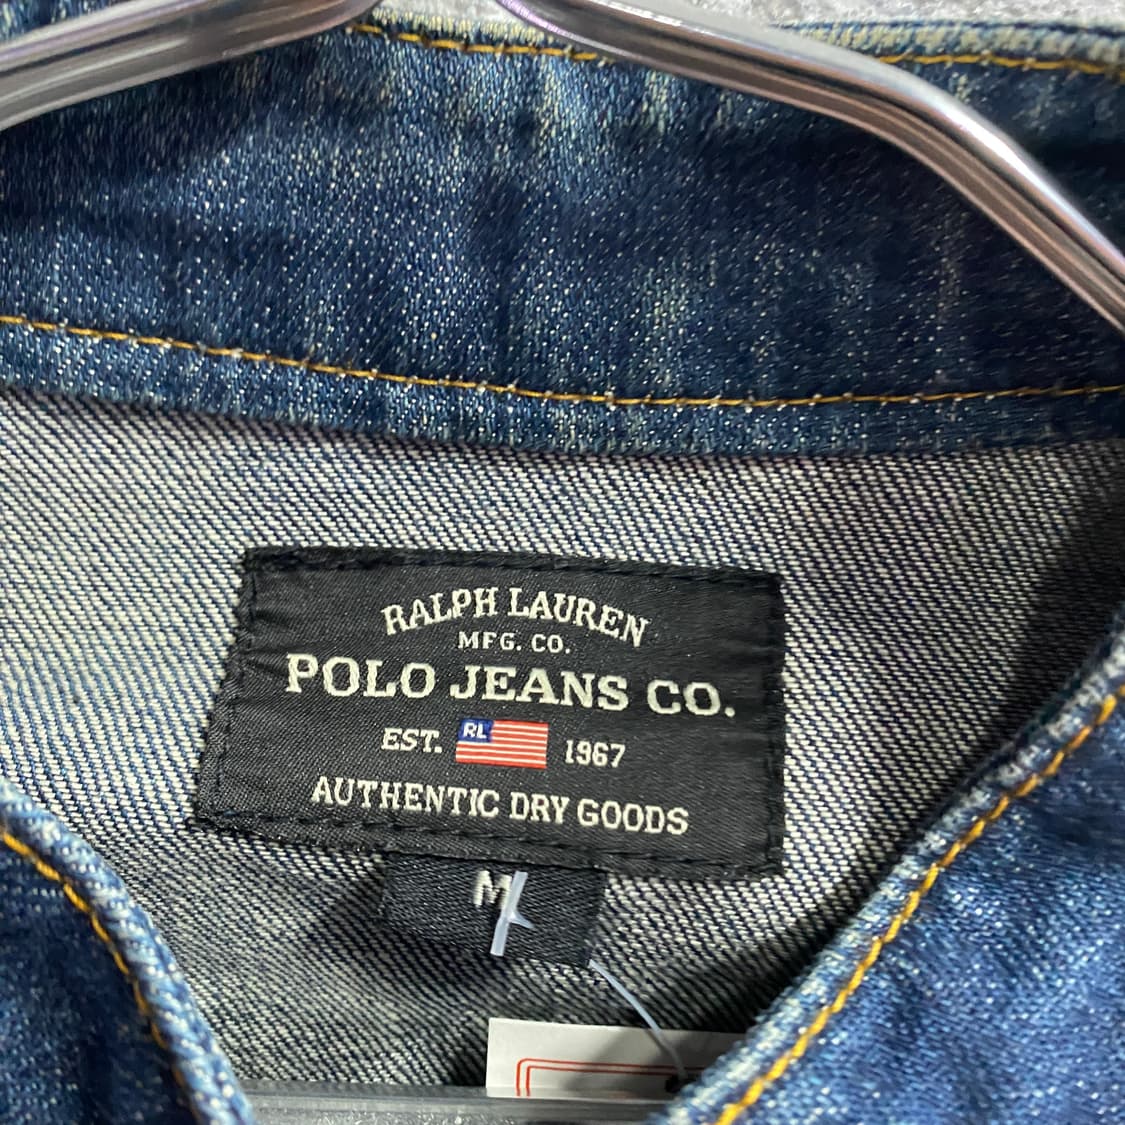 RALPH LAUREN
MFG. CO.
POLO JEANS CO.
EST. RL 1967
AUTHENTIC DRY GOODS
M